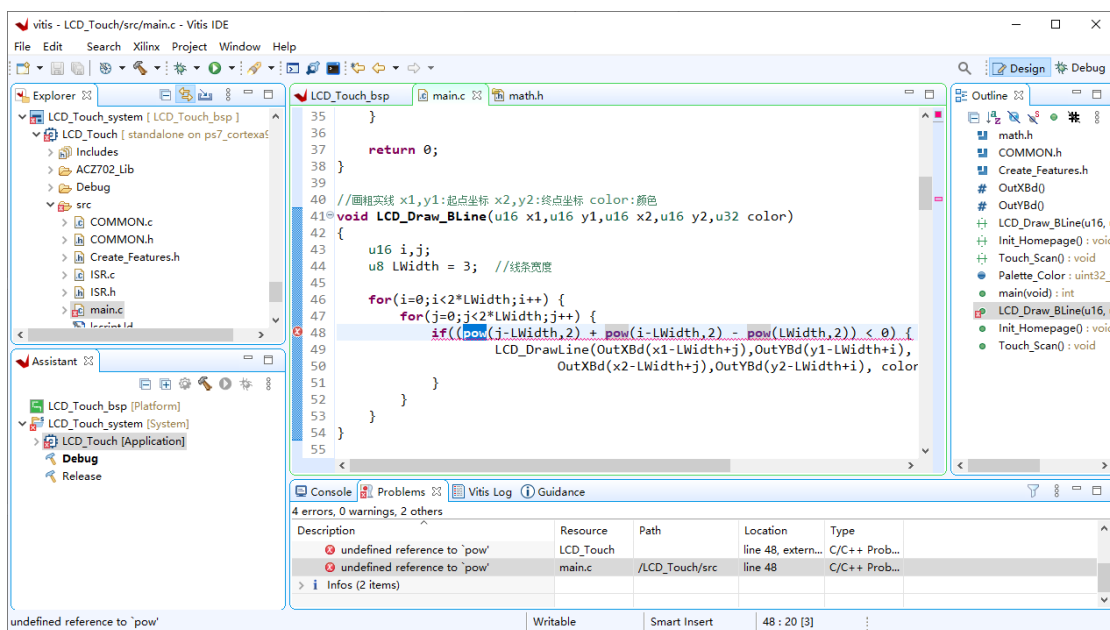 vitis - LCD_Touch/src/main.c - Vitis IDE
File Edit Search Xilinx Project Window Help
Design Debug
Explorer
LCD_Touch_system [ LCD_Touch_bsp ]
LCD_Touch [ standalone on ps7_cortexa9
Includes
ACZ702_Lib
Debug
src
COMMON.c
COMMON.h
Create_Features.h
ISR.c
ISR.h
main.c
lscript.ld
Assistant
LCD_Touch_bsp [Platform]
LCD_Touch_system [System]
LCD_Touch [Application]
Debug
Release
LCD_Touch_bsp main.c math.h
35 }
36
37 return 0;
38 }
39
40 //画粗实线 x1,y1:起点坐标 x2,y2:终点坐标 color:颜色
41 void LCD_Draw_BLine(u16 x1,u16 y1,u16 x2,u16 y2,u32 color)
42 {
43 u16 i,j;
44 u8 LWidth = 3; //线条宽度
45
46 for(i=0;i<2*LWidth;i++) {
47 for(j=0;j<2*LWidth;j++) {
48 if((pow(j-LWidth,2) + pow(i-LWidth,2) - pow(LWidth,2)) < 0) {
49 LCD_DrawLine(OutXBd(x1-LWidth+j),OutYBd(y1-LWidth+i),
50 OutXBd(x2-LWidth+j),OutYBd(y2-LWidth+i), color
51 }
52 }
53 }
54 }
55
Outline
math.h
COMMON.h
Create_Features.h
OutXBd()
OutYBd()
LCD_Draw_BLine(u16,
Init_Homepage() : void
Touch_Scan() : void
Palette_Color : uint32_
main(void) : int
LCD_Draw_BLine(u16,
Init_Homepage() : void
Touch_Scan() : void
Console Problems Vitis Log Guidance
4 errors, 0 warnings, 2 others
Description Resource Path Location Type
undefined reference to `pow' LCD_Touch line 48, extern... C/C++ Prob...
undefined reference to `pow' main.c /LCD_Touch/src line 48 C/C++ Prob...
Infos (2 items)
undefined reference to `pow' Writable Smart Insert 48 : 20 [3]